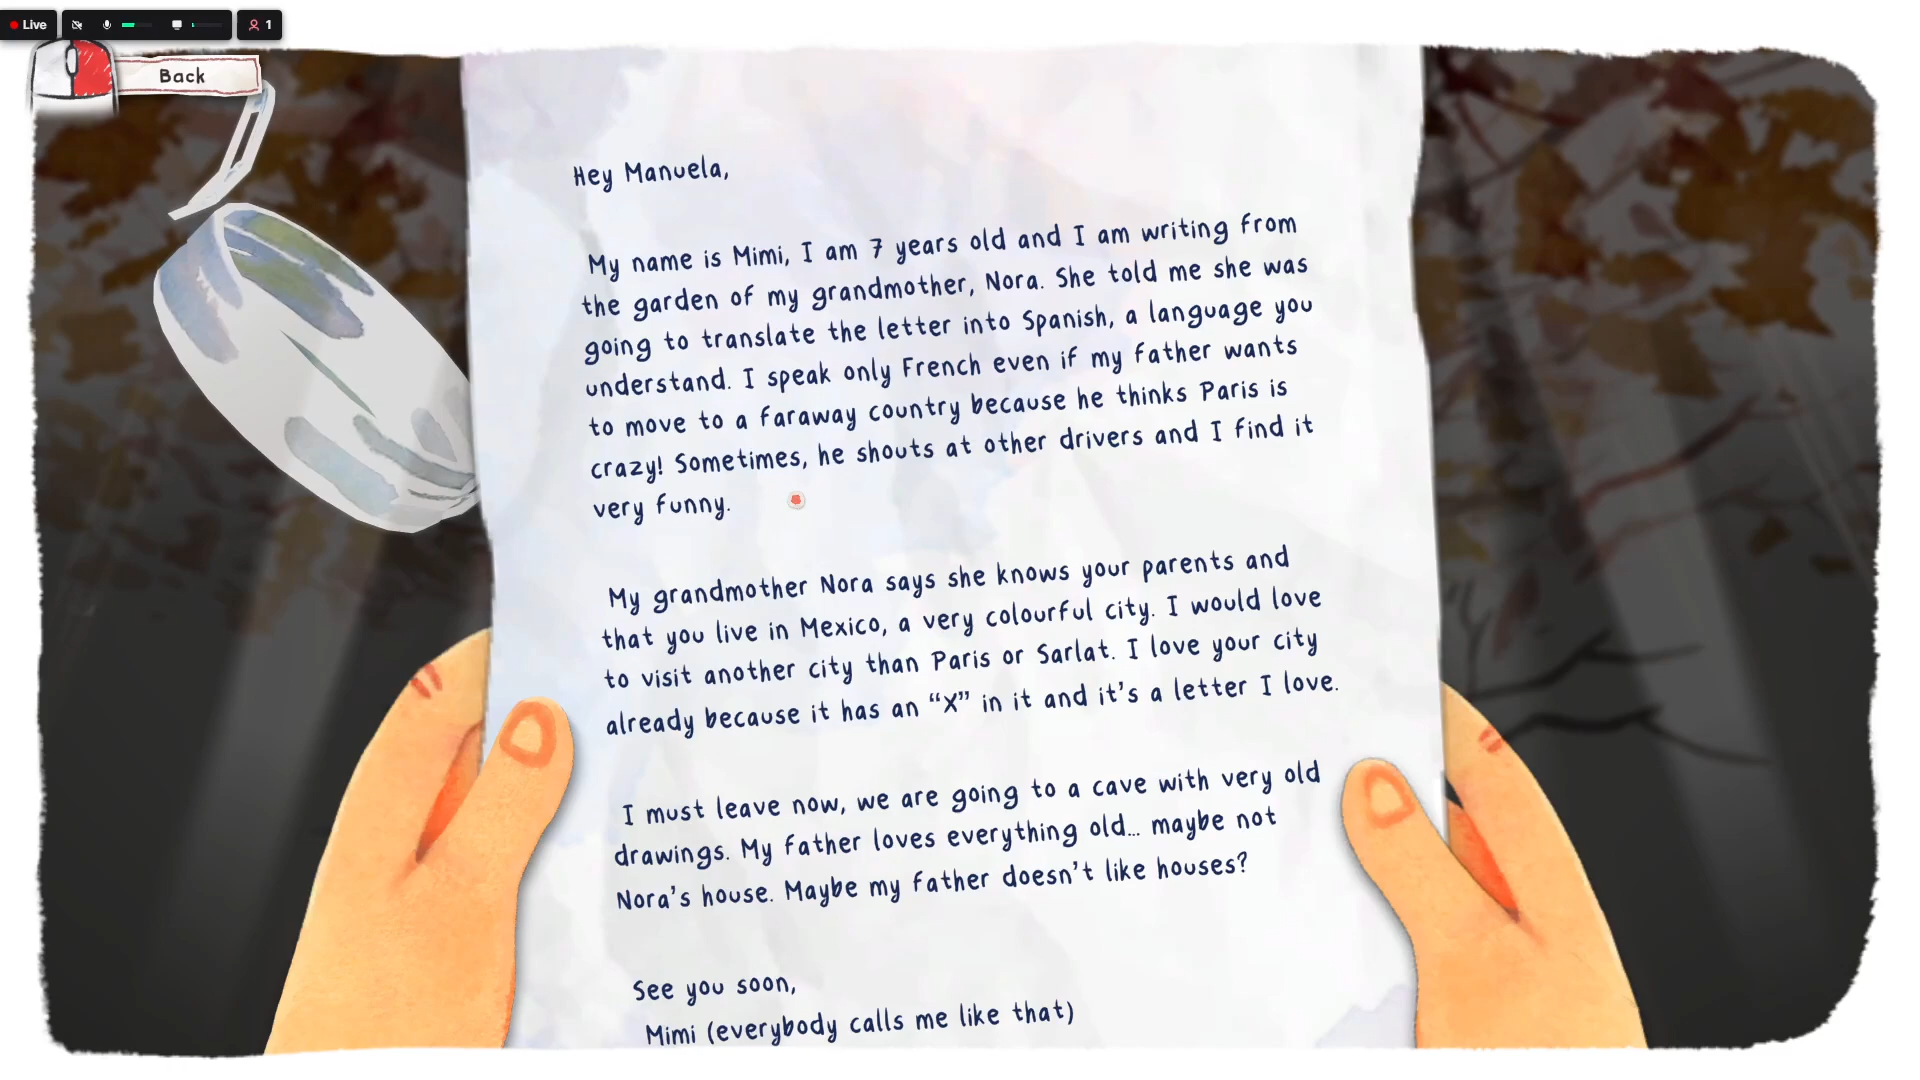 Live
1
Back
Hey Manuela,
My name is Mimi, I am 7 years old and I am writing from
the garden of my grandmother, Nora. She told me she was
going to translate the letter into Spanish, a language you
understand. I speak only French even if my father wants
to move to a faraway country because he thinks Paris is
crazy! Sometimes, he shouts at other drivers and I find it
very funny.
My grandmother Nora says she knows your parents and
that you live in Mexico, a very colourful city. I would love
to visit another city than Paris or Sarlat. I love your city
already because it has an “X” in it and it’s a letter I love.
I must leave now, we are going to a cave with very old
drawings. My father loves everything old... maybe not
Nora’s house. Maybe my father doesn’t like houses?
See you soon,
Mimi (everybody calls me like that)